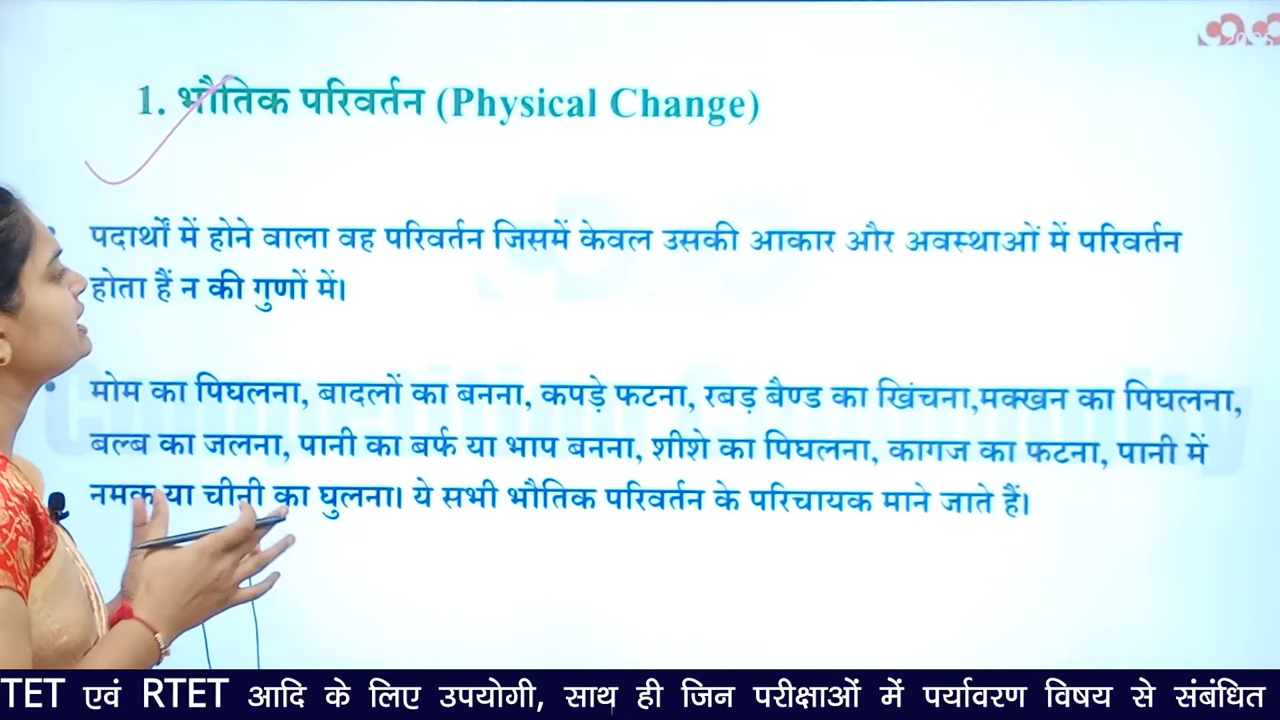 1. भौतिक परिवर्तन (Physical Change)
पदार्थों में होने वाला वह परिवर्तन जिसमें केवल उसकी आकार और अवस्थाओं में परिवर्तन
होता हैं न की गुणों में।
मोम का पिघलना, बादलों का बनना, कपड़े फटना, रबड़ बैण्ड का खिंचना,मक्खन का पिघलना,
बल्ब का जलना, पानी का बर्फ या भाप बनना, शीशे का पिघलना, कागज का फटना, पानी में
नमक या चीनी का घुलना। ये सभी भौतिक परिवर्तन के परिचायक माने जाते हैं।
TET एवं RTET आदि के लिए उपयोगी, साथ ही जिन परीक्षाओं में पर्यावरण विषय से संबंधित